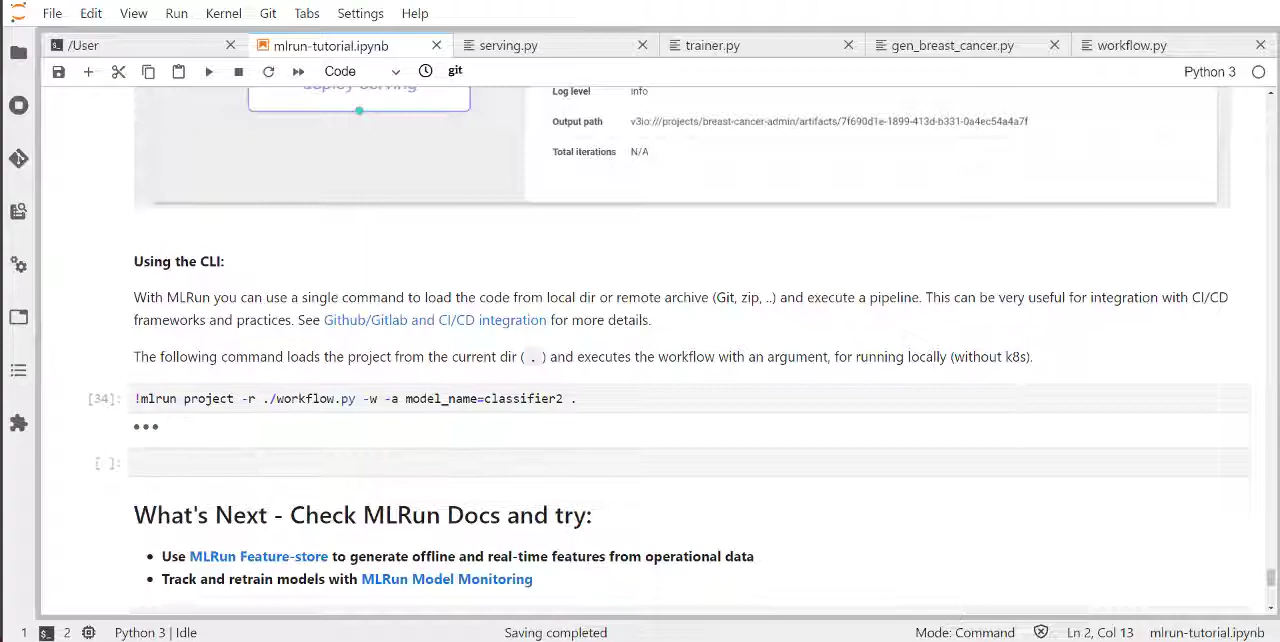 File Edit View Run Kernel Git Tabs Settings Help
/User mlrun-tutorial.ipynb serving.py trainer.py gen_breast_cancer.py workflow.py
Code git Python 3
deploy serving
Log level info
Output path v3io:///projects/breast-cancer-admin/artifacts/7f690d1e-1899-413d-b331-0a4ec54a4a7f
Total iterations N/A
Using the CLI:
With MLRun you can use a single command to load the code from local dir or remote archive (Git, zip, ..) and execute a pipeline. This can be very useful for integration with CI/CD
frameworks and practices. See Github/Gitlab and CI/CD integration for more details.
The following command loads the project from the current dir ( . ) and executes the workflow with an argument, for running locally (without k8s).
[34]: !mlrun project -r ./workflow.py -w -a model_name=classifier2 .
•••
[ ]:
What's Next - Check MLRun Docs and try:
• Use MLRun Feature-store to generate offline and real-time features from operational data
• Track and retrain models with MLRun Model Monitoring
1 2 Python 3 | Idle Saving completed Mode: Command Ln 2, Col 13 mlrun-tutorial.ipynb